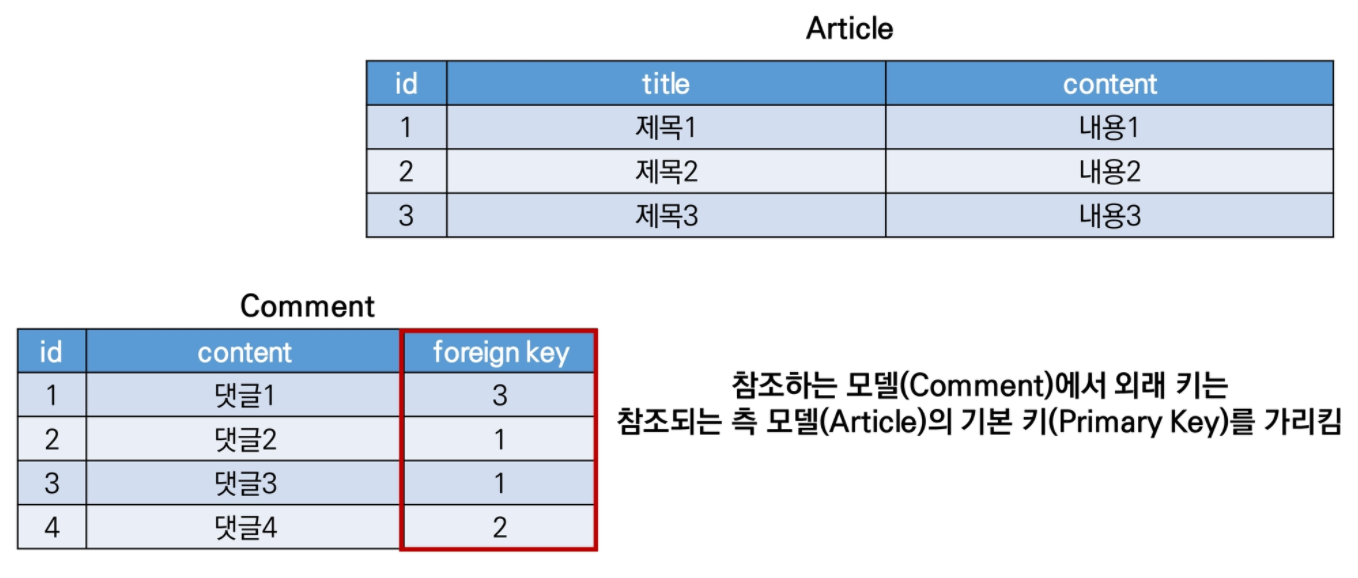 Article
id title content
1 제목1 내용1
2 제목2 내용2
3 제목3 내용3
Comment
id content foreign key
1 댓글1 3
2 댓글2 1
3 댓글3 1
4 댓글4 2
참조하는 모델(Comment)에서 외래 키는
참조되는 측 모델(Article)의 기본 키(Primary Key)를 가리킴